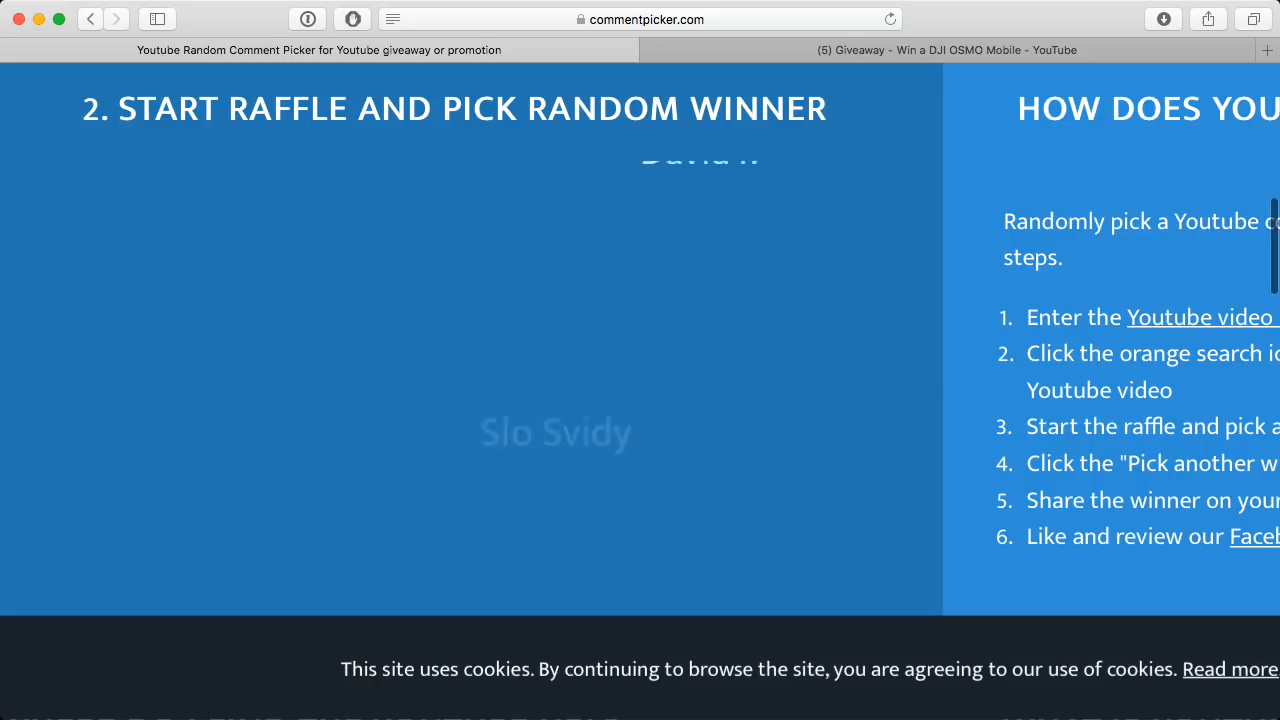 commentpicker.com
Youtube Random Comment Picker for Youtube giveaway or promotion
(5) Giveaway - Win a DJI OSMO Mobile - YouTube
2. START RAFFLE AND PICK RANDOM WINNER
David
Slo Svidy
HOW DOES YOU
Randomly pick a Youtube
steps.
1. Enter the Youtube video
2. Click the orange search
Youtube video
3. Start the raffle and pick a
4. Click the "Pick another w
5. Share the winner on your
6. Like and review our Faceb
This site uses cookies. By continuing to browse the site, you are agreeing to our use of cookies. Read more